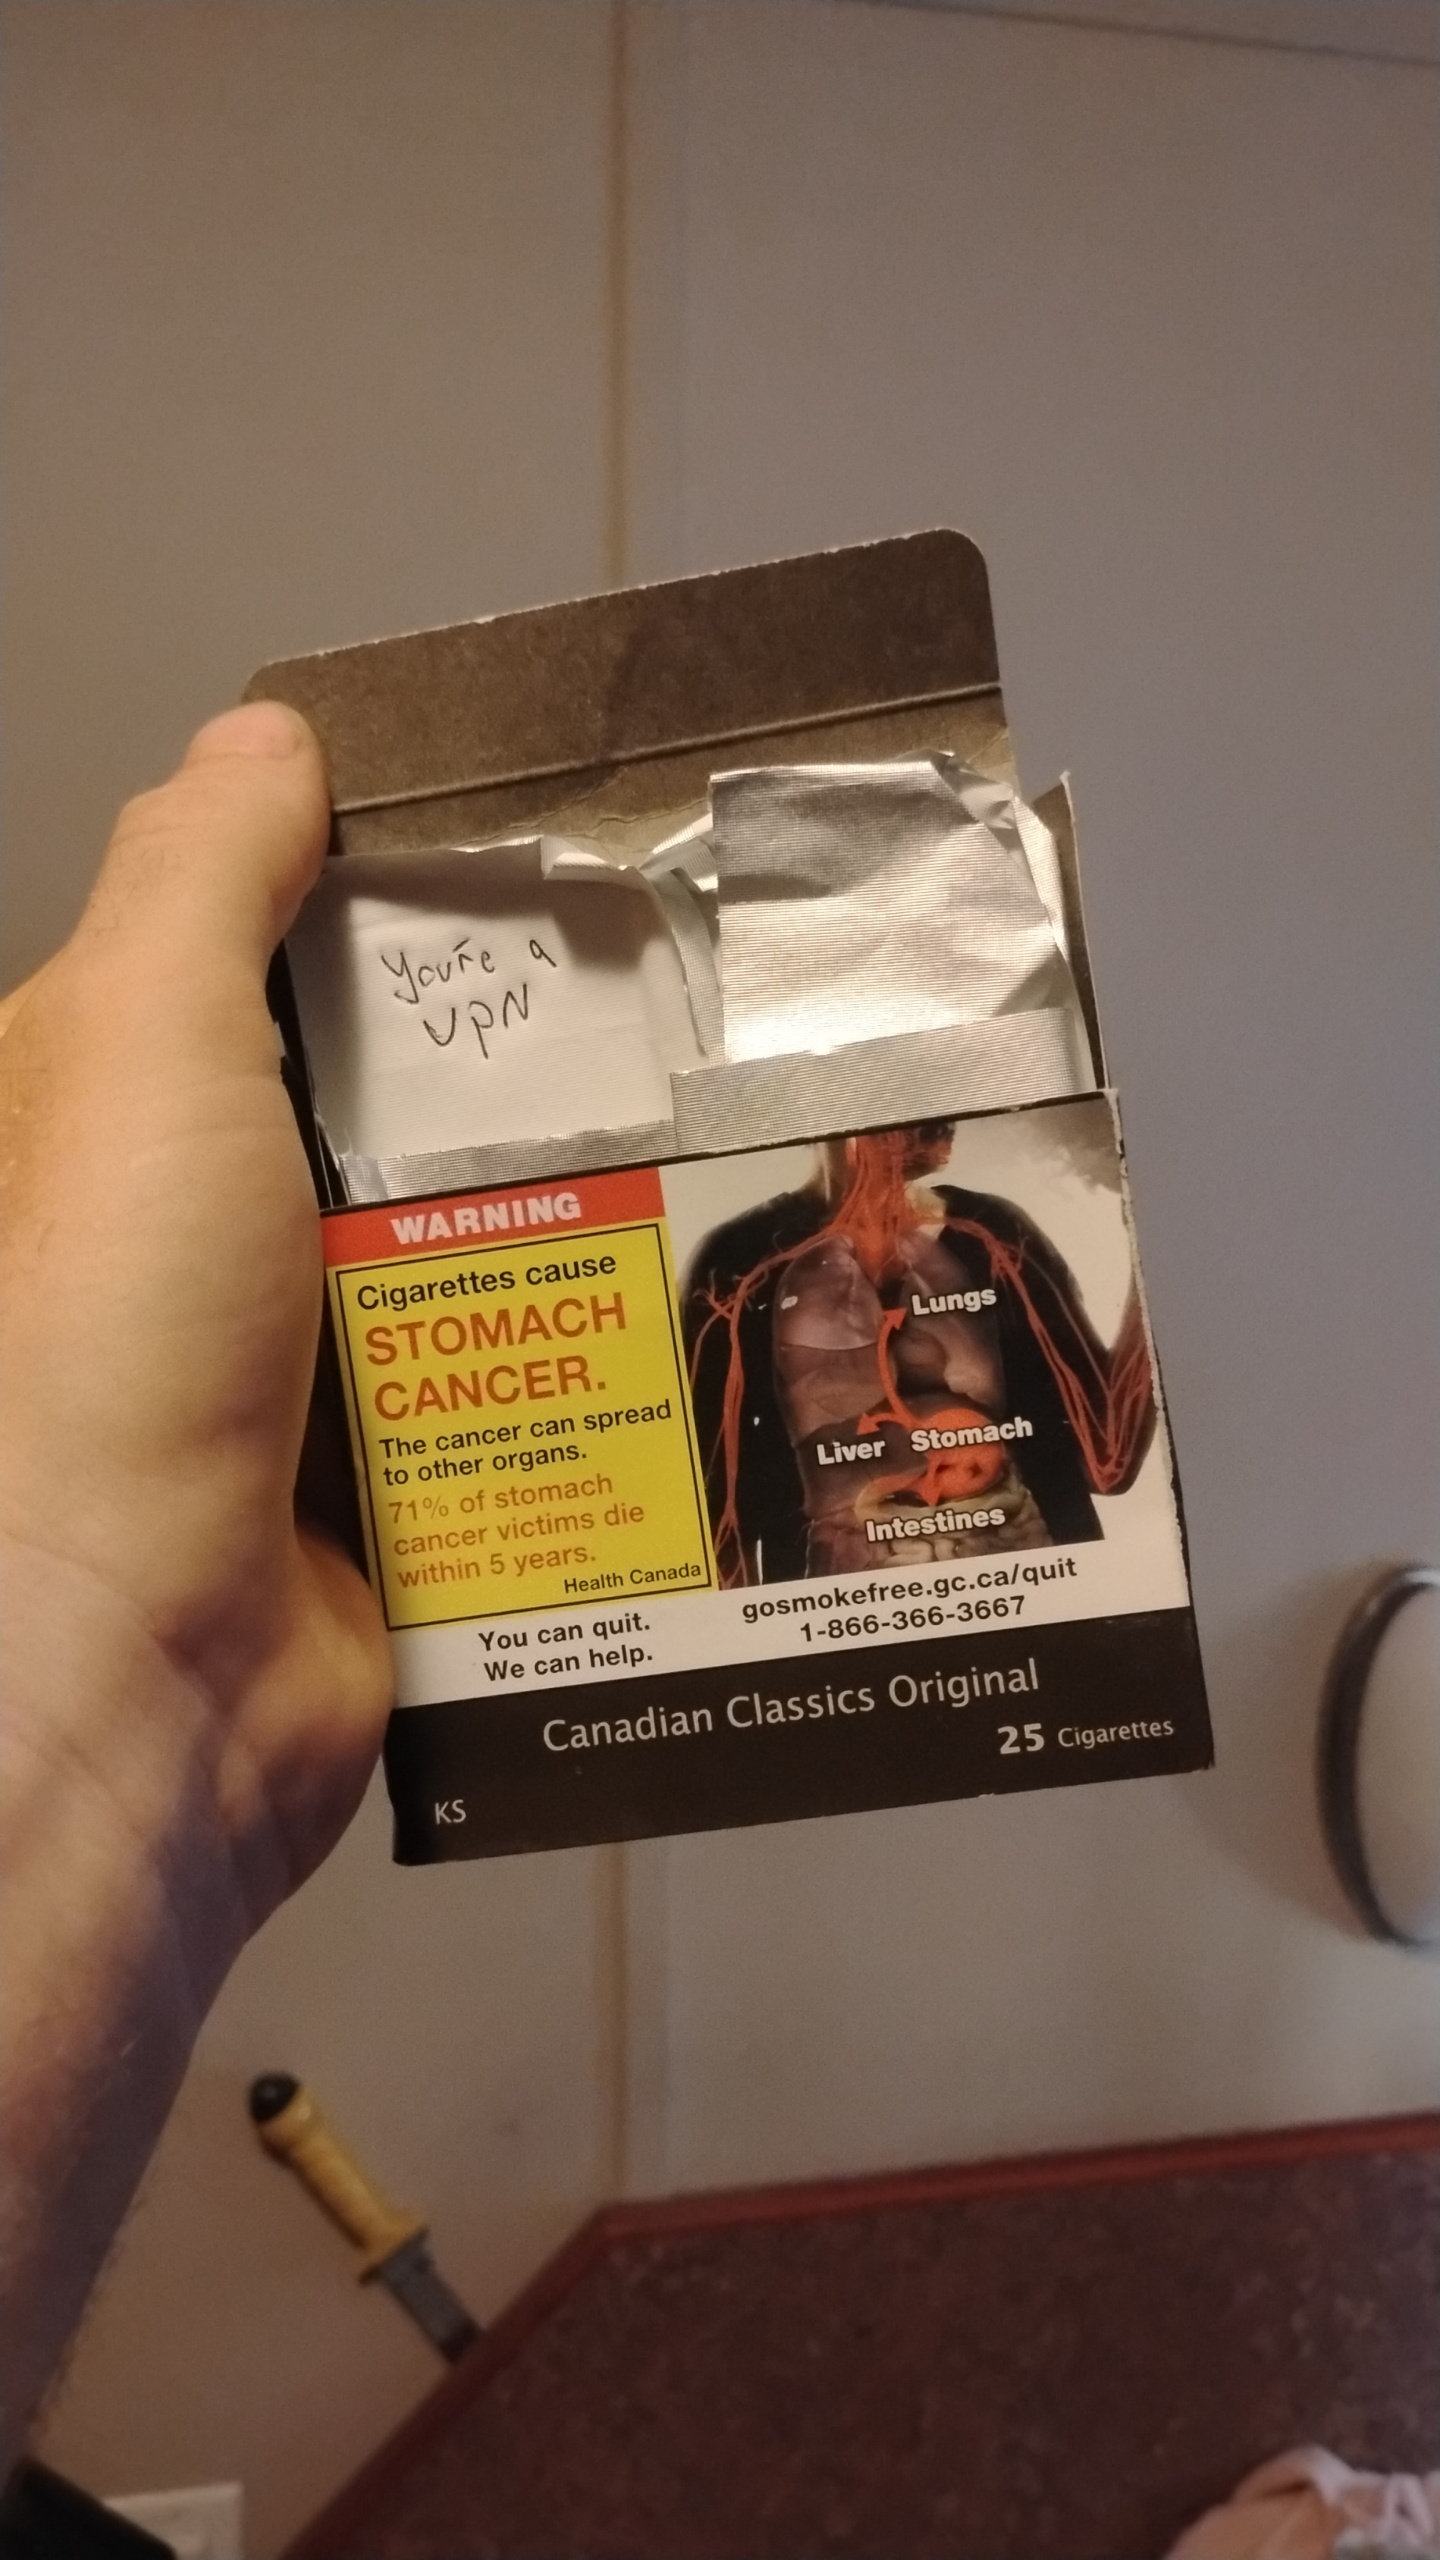 You're a
VPN
WARNING
Cigarettes cause
STOMACH
CANCER.
The cancer can spread
to other organs.
71% of stomach
cancer victims die
within 5 years.
Health Canada
Lungs
Liver Stomach
Intestines
You can quit.
We can help.
gosmokefree.gc.ca/quit
1-866-366-3667
Canadian Classics Original
25 Cigarettes
KS